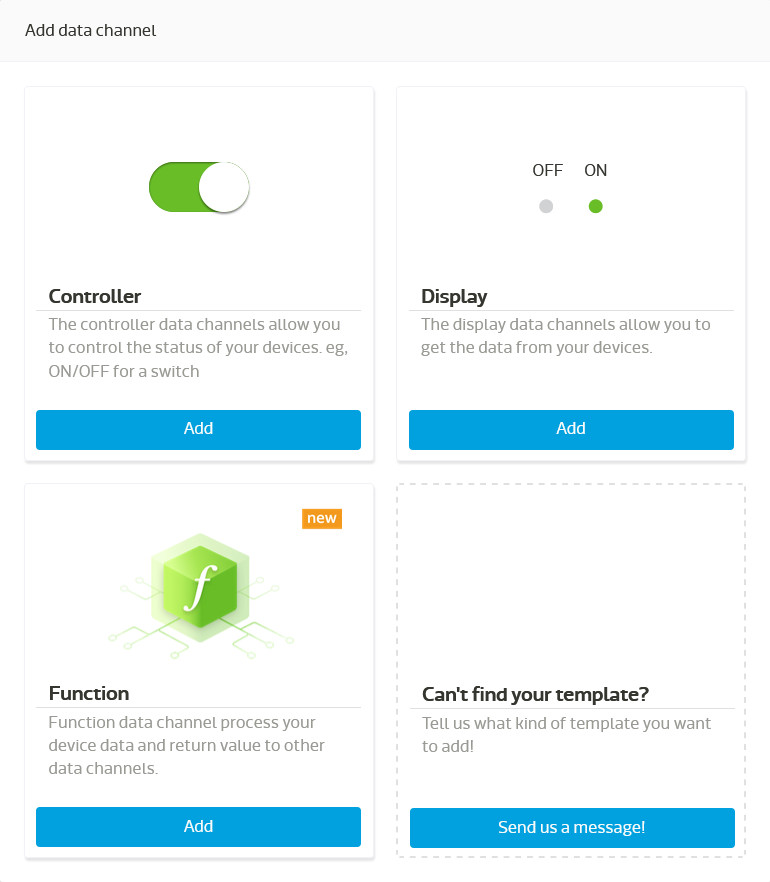 Add data channel
OFF ON
Controller
The controller data channels allow you
to control the status of your devices. eg,
ON/OFF for a switch
Add
Display
The display data channels allow you to
get the data from your devices.
Add
new
f
Function
Function data channel process your
device data and return value to other
data channels.
Add
Can't find your template?
Tell us what kind of template you want
to add!
Send us a message!